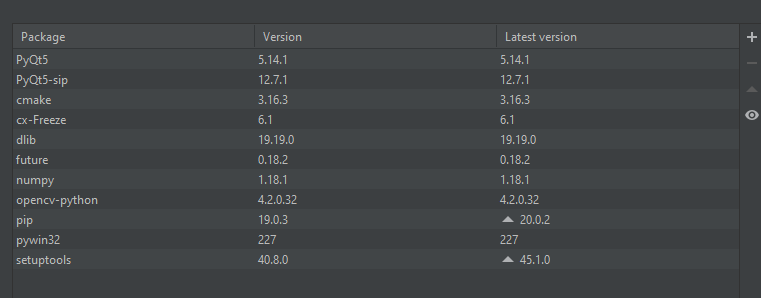 Package Version Latest version
PyQt5 5.14.1 5.14.1
PyQt5-sip 12.7.1 12.7.1
cmake 3.16.3 3.16.3
cx-Freeze 6.1 6.1
dlib 19.19.0 19.19.0
future 0.18.2 0.18.2
numpy 1.18.1 1.18.1
opencv-python 4.2.0.32 4.2.0.32
pip 19.0.3 20.0.2
pywin32 227 227
setuptools 40.8.0 45.1.0